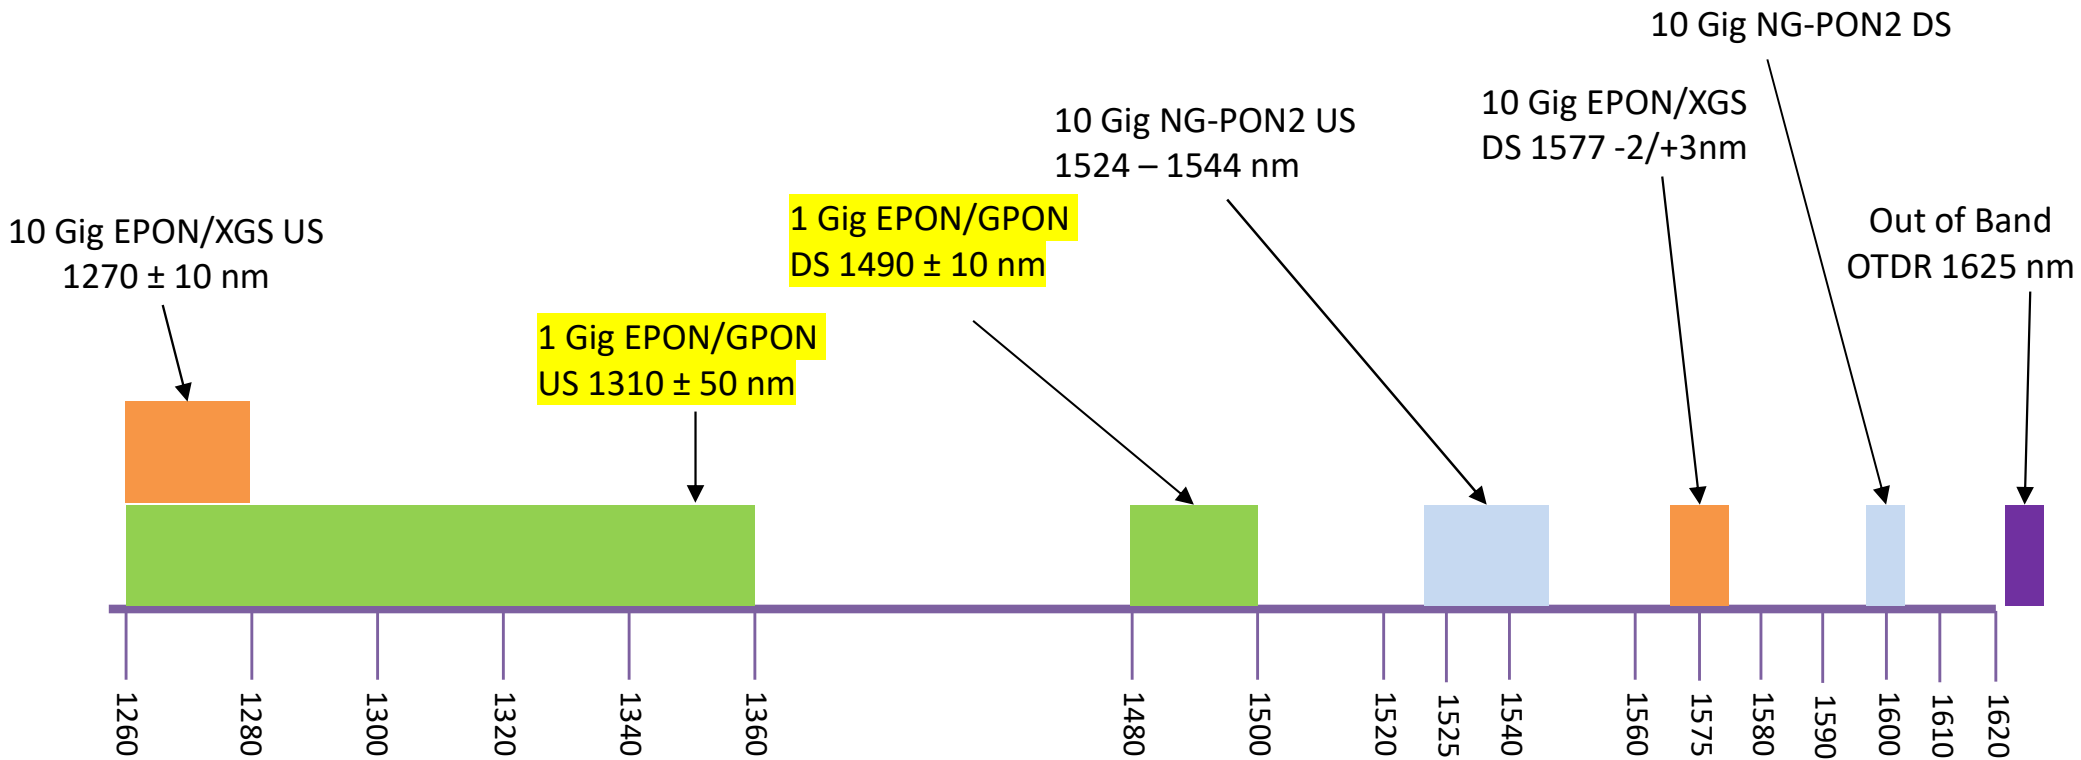 10 Gig NG-PON2 DS
10 Gig EPON/XGS
DS 1577 -2/+3nm
10 Gig NG-PON2 US
1524 – 1544 nm
1 Gig EPON/GPON
DS 1490 ± 10 nm
Out of Band
OTDR 1625 nm
10 Gig EPON/XGS US
1270 ± 10 nm
1 Gig EPON/GPON
US 1310 ± 50 nm
1260
1280
1300
1320
1340
1360
1480
1500
1520
1525
1540
1560
1575
1580
1590
1600
1610
1620